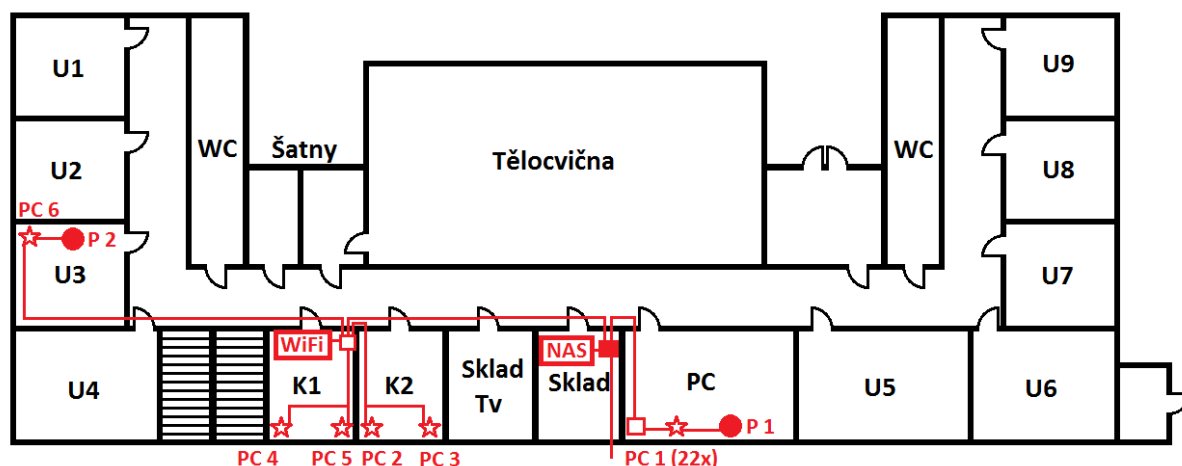 U1
U9
WC
Šatny
Tělocvična
WC
U2
U8
PC 6
P 2
U3
U7
WiFi
NAS
U4
K1
K2
Sklad
Tv
Sklad
PC
U5
U6
P 1
PC 4
PC 5
PC 2
PC 3
PC 1 (22x)